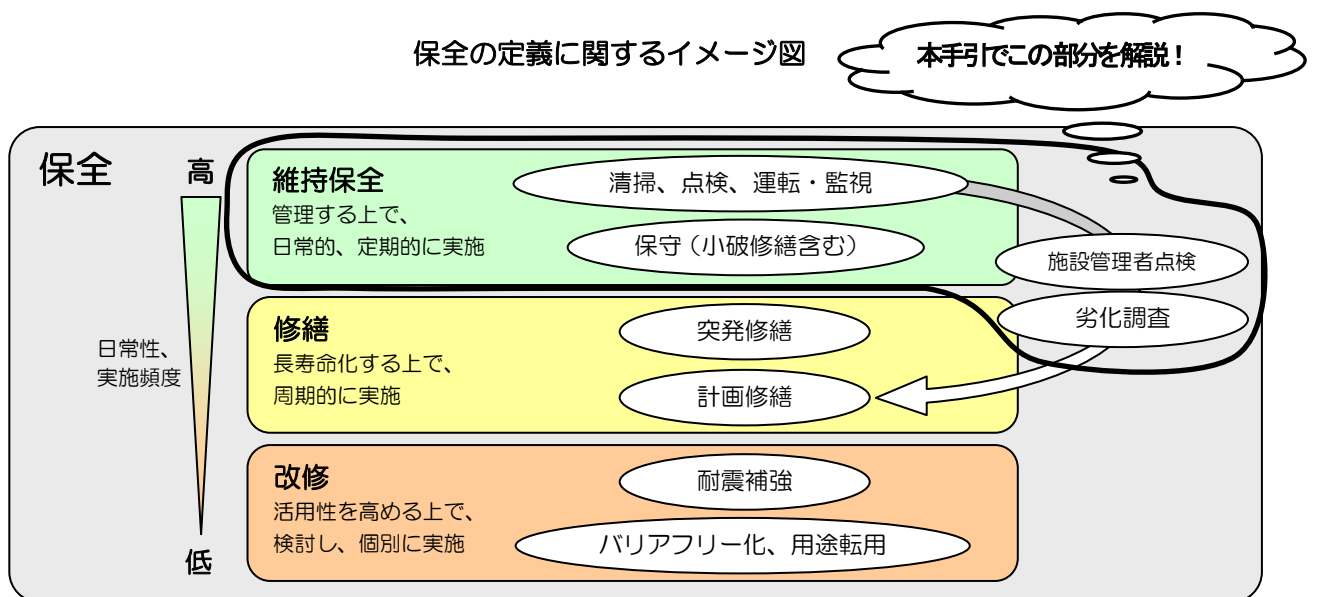 保全の定義に関するイメージ図
本手引でこの部分を解説！
保全
高
日常性、
実施頻度
低
維持保全
管理する上で、
日常的、定期的に実施
清掃、点検、運転・監視
保守（小破修繕含む）
施設管理者点検
劣化調査
修繕
長寿命化する上で、
周期的に実施
突発修繕
計画修繕
改修
活用性を高める上で、
検討し、個別に実施
耐震補強
バリアフリー化、用途転用